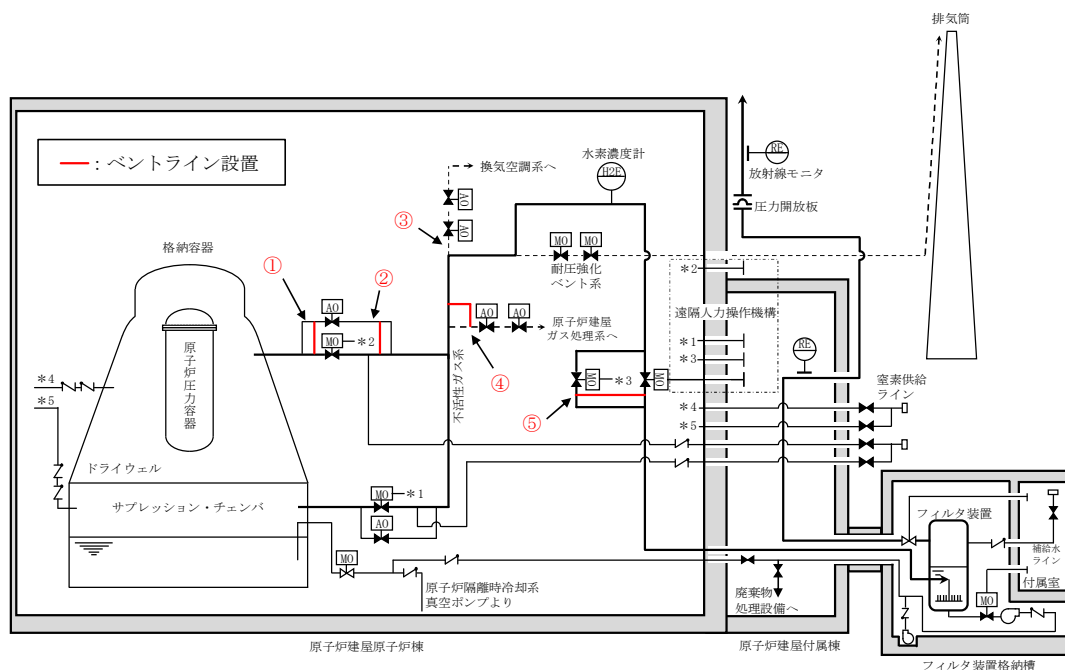 排気筒
:ベントライン設置
換気空調系へ
水素濃度計
H2E
RE
放射線モニタ
圧力開放板
AO
AO
③
格納容器
①
②
MO
MO
耐圧強化
ベント系
*2
遠隔人力操作機構
AO
MO
*2
AO
AO
原子炉建屋
ガス処理系へ
④
*1
*3
RE
原子炉圧力容器
不活性ガス系
MO
*3
MO
⑤
*4
*5
*4
*5
窒素供給
ライン
ドライウェル
サプレッション・チェンバ
MO
*1
AO
MO
原子炉隔離時冷却系
真空ポンプより
廃棄物
処理設備へ
フィルタ装置
補給水
ライン
付属室
MO
原子炉建屋原子炉棟
原子炉建屋付属棟
フィルタ装置格納槽